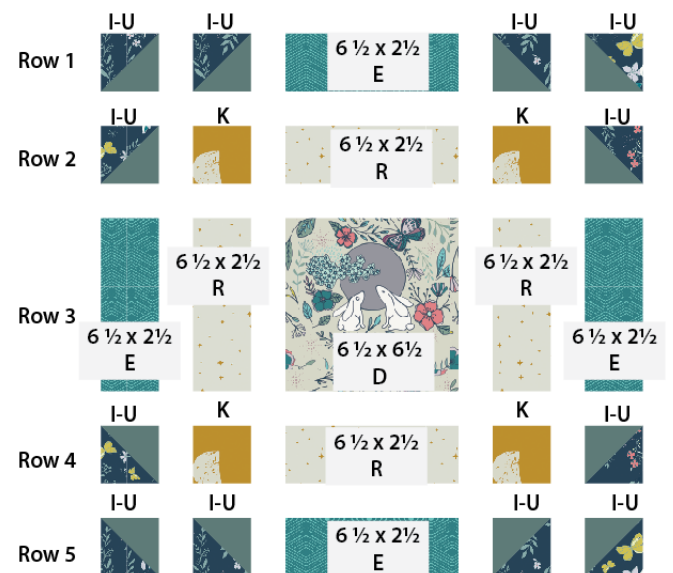 I-U I-U I-U I-U
Row 1 6 ½ x 2½
E
I-U K K I-U
Row 2 6 ½ x 2½
R
6 ½ x 2½ 6 ½ x 2½
R R
Row 3
6 ½ x 2½ 6 ½ x 6½ 6 ½ x 2½
E D E
I-U K K I-U
Row 4 6 ½ x 2½
R
I-U I-U I-U I-U
Row 5 6 ½ x 2½
E